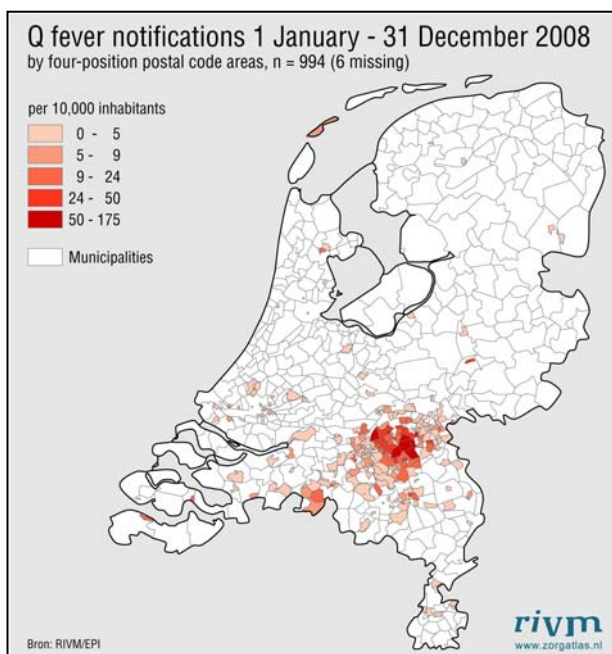 Q fever notifications 1 January - 31 December 2008
by four-position postal code areas, n = 994 (6 missing)
per 10,000 inhabitants
0 - 5
5 - 9
9 - 24
24 - 50
50 - 175
Municipalities
Bron: RIVM/EPI
rivm
www.zorgatlas.nl